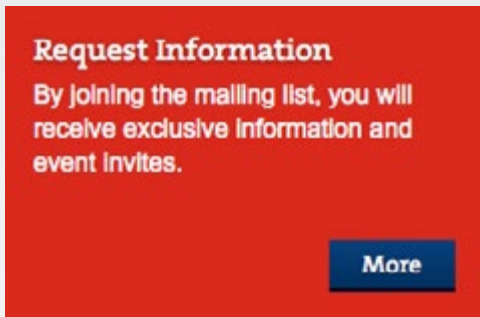 Request Information
By joining the mailing list, you will
receive exclusive information and
event invites.
More